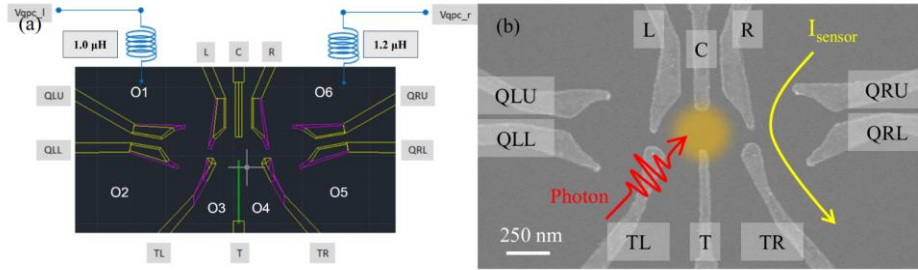 Vqpc_l
(a)
Vqpc_r
1.0 μH
1.2 μH
L
C
R
O1
O6
QLU
QRU
QLL
QRL
O2
O3
O4
O5
TL
T
TR
(b)
L
C
R
Isensor
QLU
QRU
QLL
QRL
Photon
250 nm
TL
T
TR